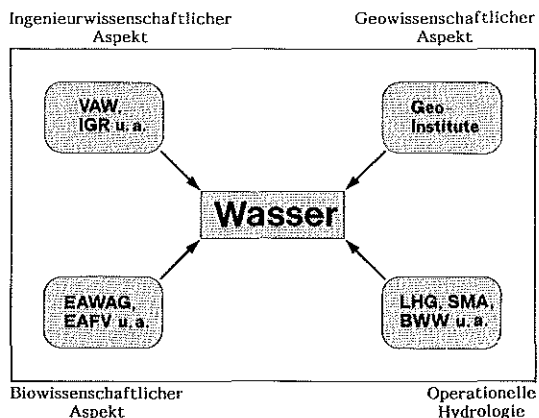 Ingenieurwissenschaftlicher
Aspekt
Geowissenschaftlicher
Aspekt
VAW,
IGR u. a.
Geo-
Institute
Wasser
EAWAG,
EAFV u. a.
LHG, SMA,
BWW u. a.
Biowissenschaftlicher
Aspekt
Operationelle
Hydrologie